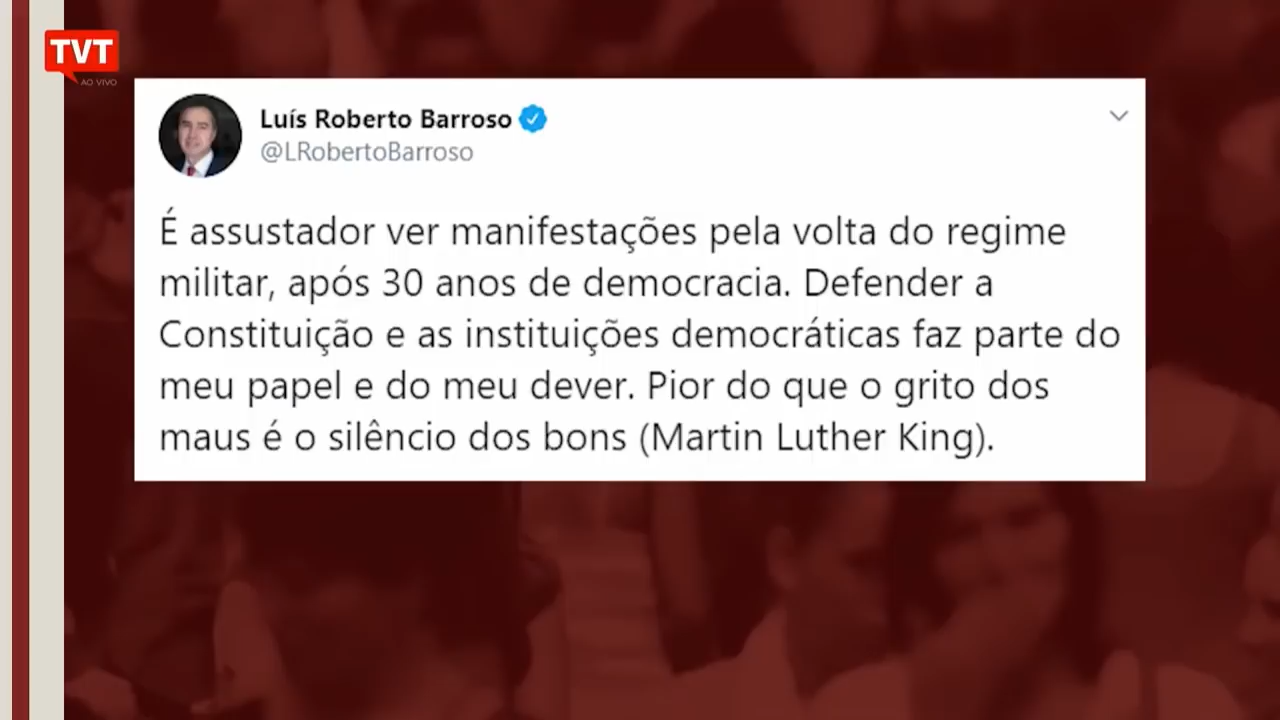 TVT
AO VIVO
Luís Roberto Barroso
@LRobertoBarroso
É assustador ver manifestações pela volta do regime
militar, após 30 anos de democracia. Defender a
Constituição e as instituições democráticas faz parte do
meu papel e do meu dever. Pior do que o grito dos
maus é o silêncio dos bons (Martin Luther King).